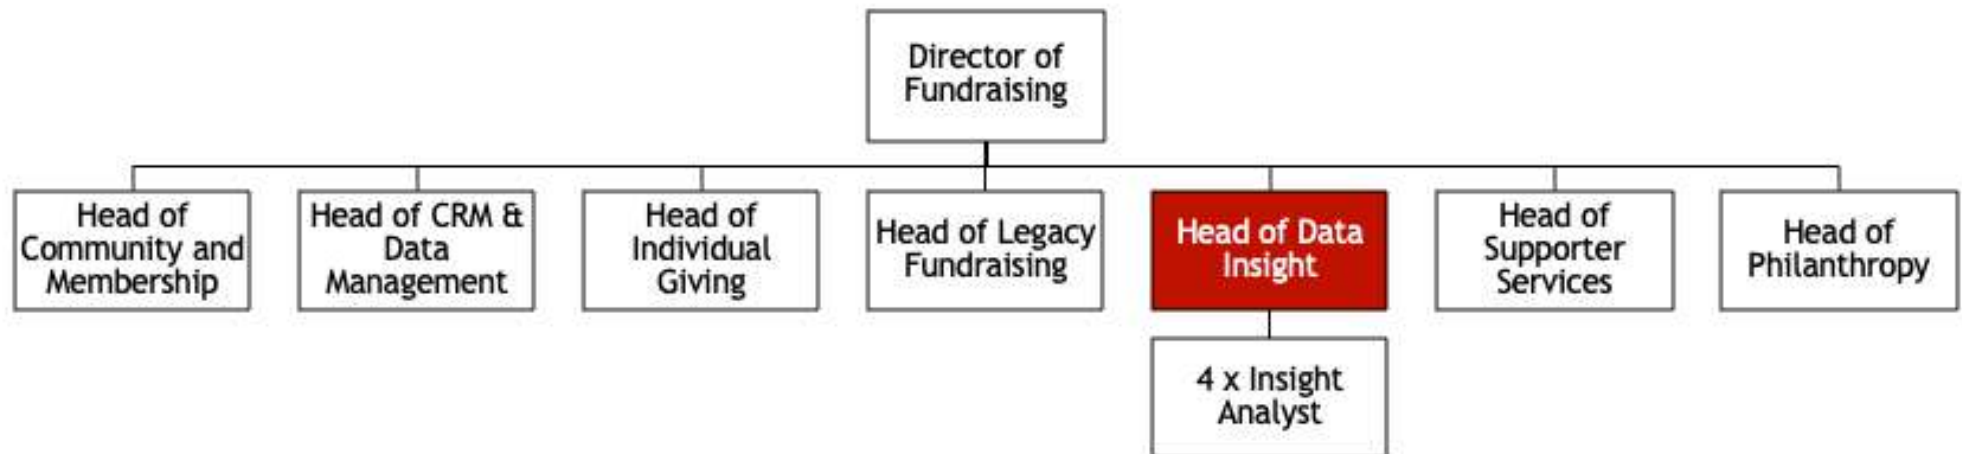 Director of
Fundraising
Head of
Community and
Membership
Head of CRM &
Data
Management
Head of
Individual
Giving
Head of Legacy
Fundraising
Head of Data
Insight
Head of
Supporter
Services
Head of
Philanthropy
4 x Insight
Analyst